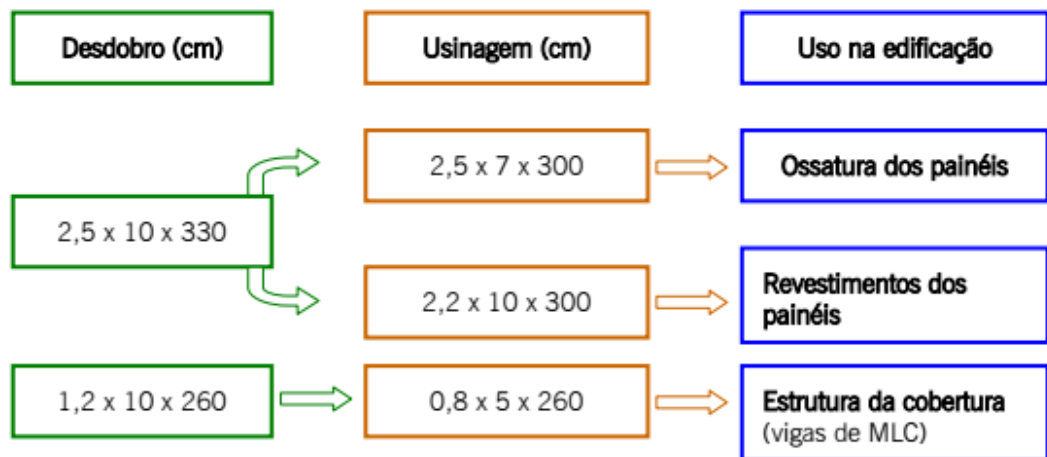 Desdobro (cm)
Usinagem (cm)
Uso na edificação
2,5 x 7 x 300
Ossatura dos painéis
2,5 x 10 x 330
2,2 x 10 x 300
Revestimentos dos
painéis
1,2 x 10 x 260
0,8 x 5 x 260
Estrutura da cobertura
(vigas de MLC)